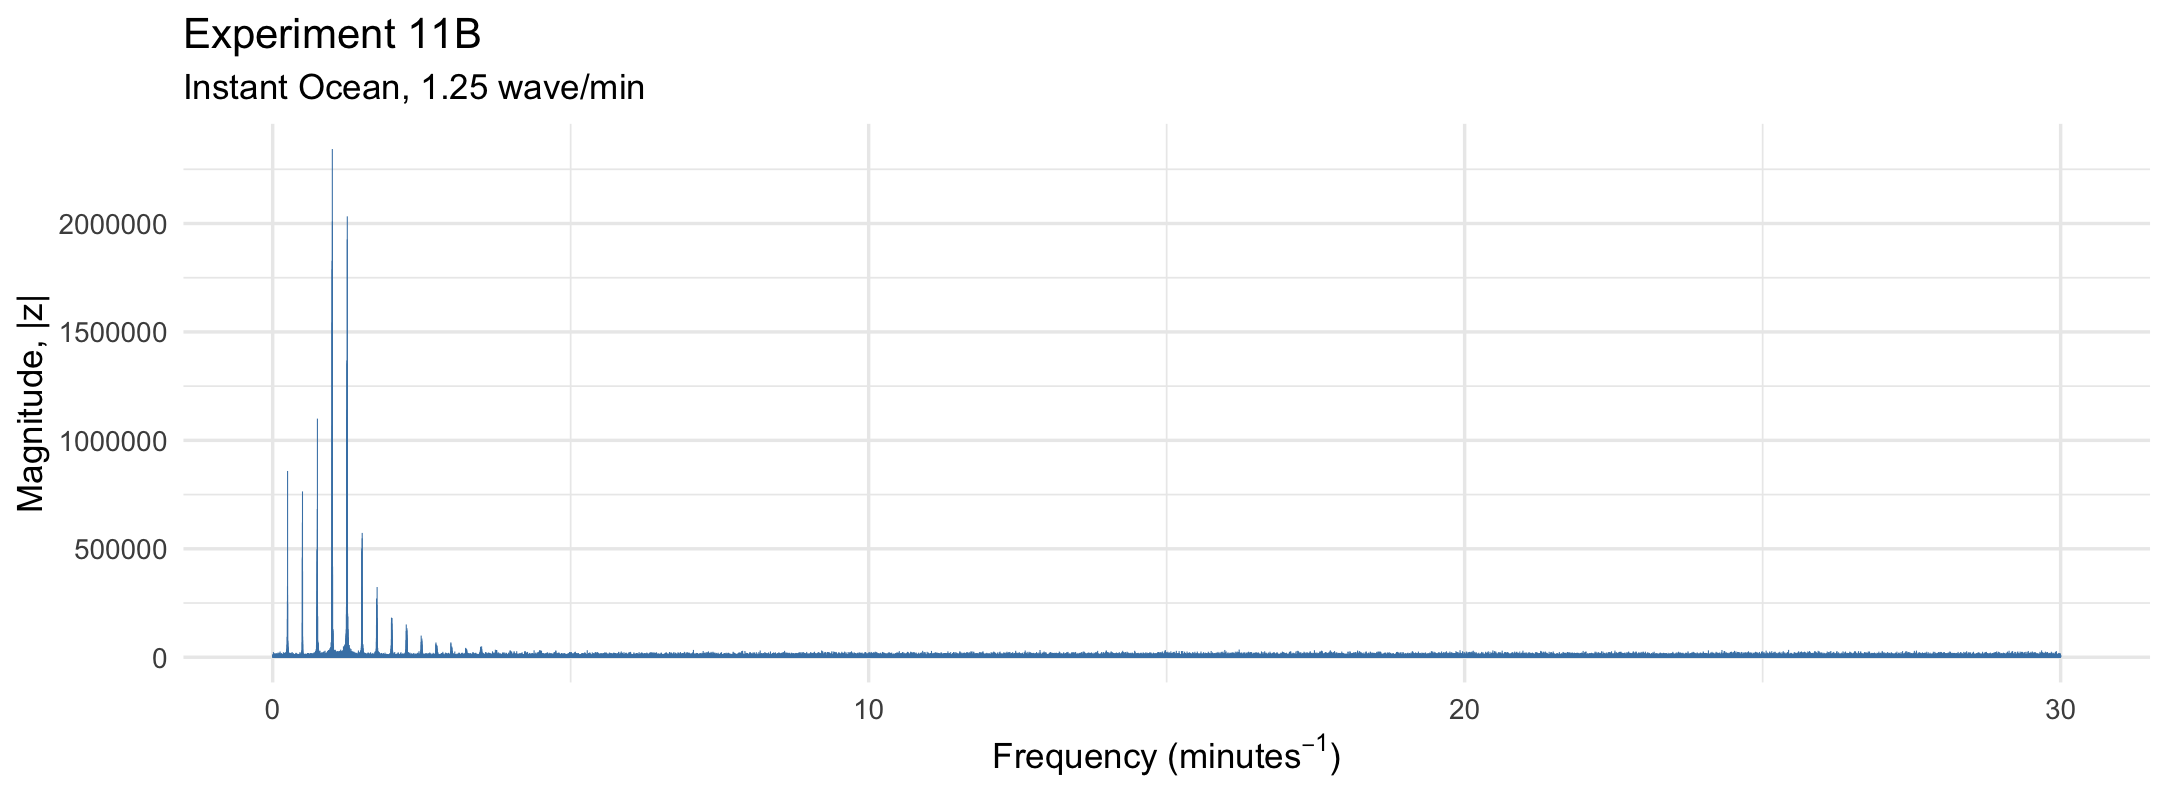 Experiment 11B
Instant Ocean, 1.25 wave/min
Magnitude, |z|
2000000
1500000
1000000
500000
0
0 10 20 30
Frequency (minutes⁻¹)